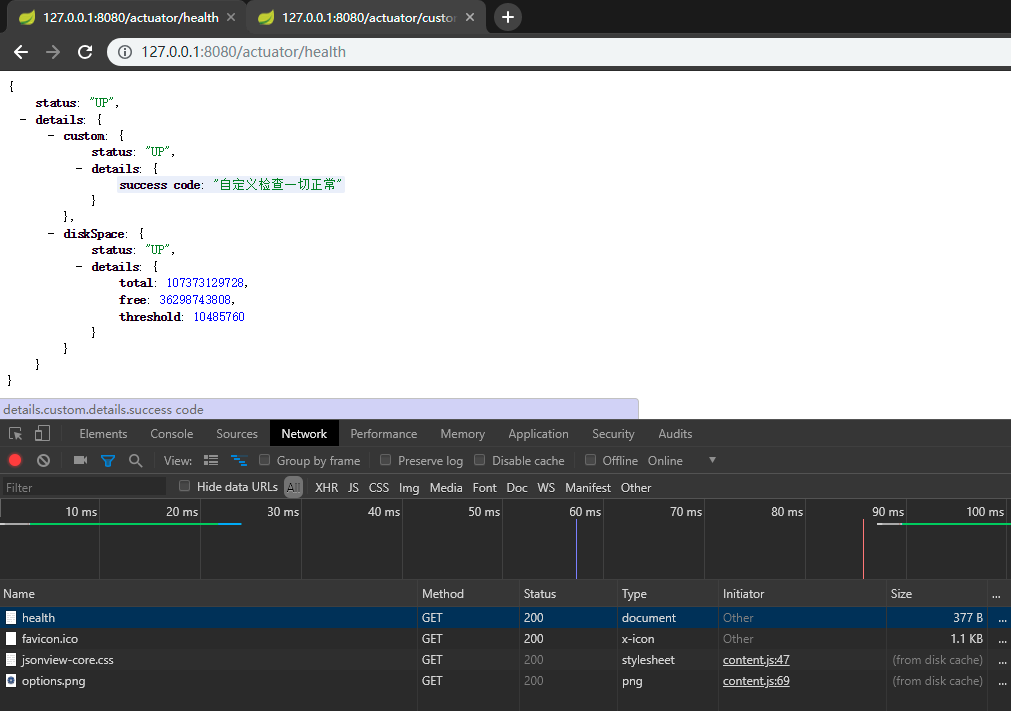 127.0.0.1:8080/actuator/health × 127.0.0.1:8080/actuator/custo ×
127.0.0.1:8080/actuator/health
{
status: "UP",
- details: {
- custom: {
status: "UP",
- details: {
success code: "自定义检查一切正常"
}
},
- diskSpace: {
status: "UP",
- details: {
total: 107373129728,
free: 36298743808,
threshold: 10485760
}
}
}
}
details.custom.details.success code
Elements Console Sources Network Performance Memory Application Security Audits
View: Group by frame Preserve log Disable cache Offline Online
Filter Hide data URLs All XHR JS CSS Img Media Font Doc WS Manifest Other
10 ms 20 ms 30 ms 40 ms 50 ms 60 ms 70 ms 80 ms 90 ms 100 ms
Name Method Status Type Initiator Size ...
health GET 200 document Other 377 B ...
favicon.ico GET 200 x-icon Other 1.1 KB ...
jsonview-core.css GET 200 stylesheet content.js:47 (from disk cache) ...
options.png GET 200 png content.js:69 (from disk cache) ...